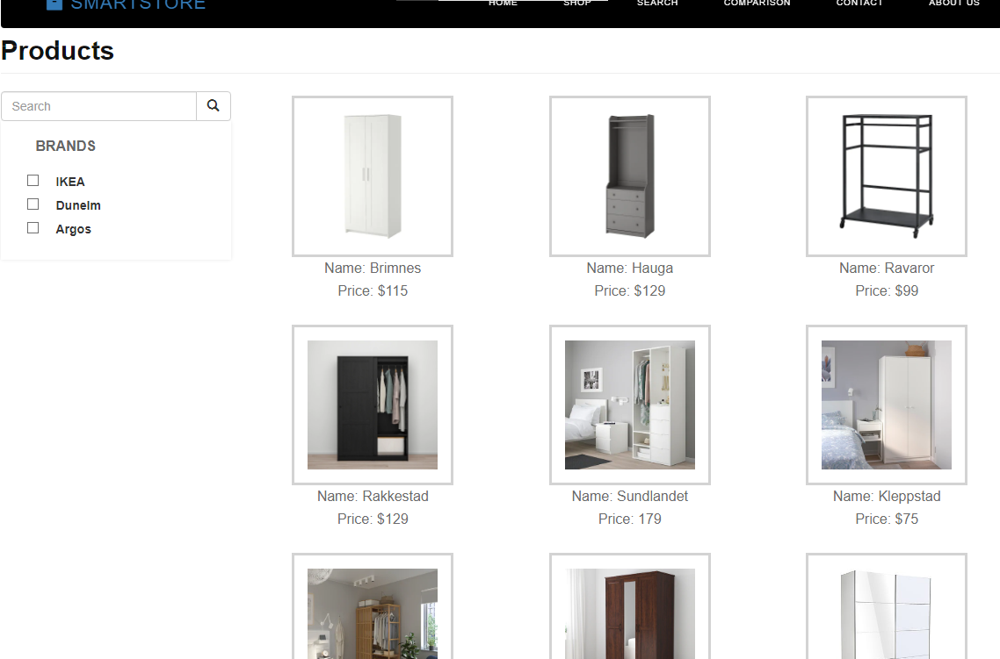 SMARTSTORE
HOME SHOP SEARCH COMPARISON CONTACT ABOUT US
Products
Search
BRANDS
IKEA
Dunelm
Argos
Name: Brimnes
Price: $115
Name: Hauga
Price: $129
Name: Ravaror
Price: $99
Name: Rakkestad
Price: $129
Name: Sundlandet
Price: 179
Name: Kleppstad
Price: $75